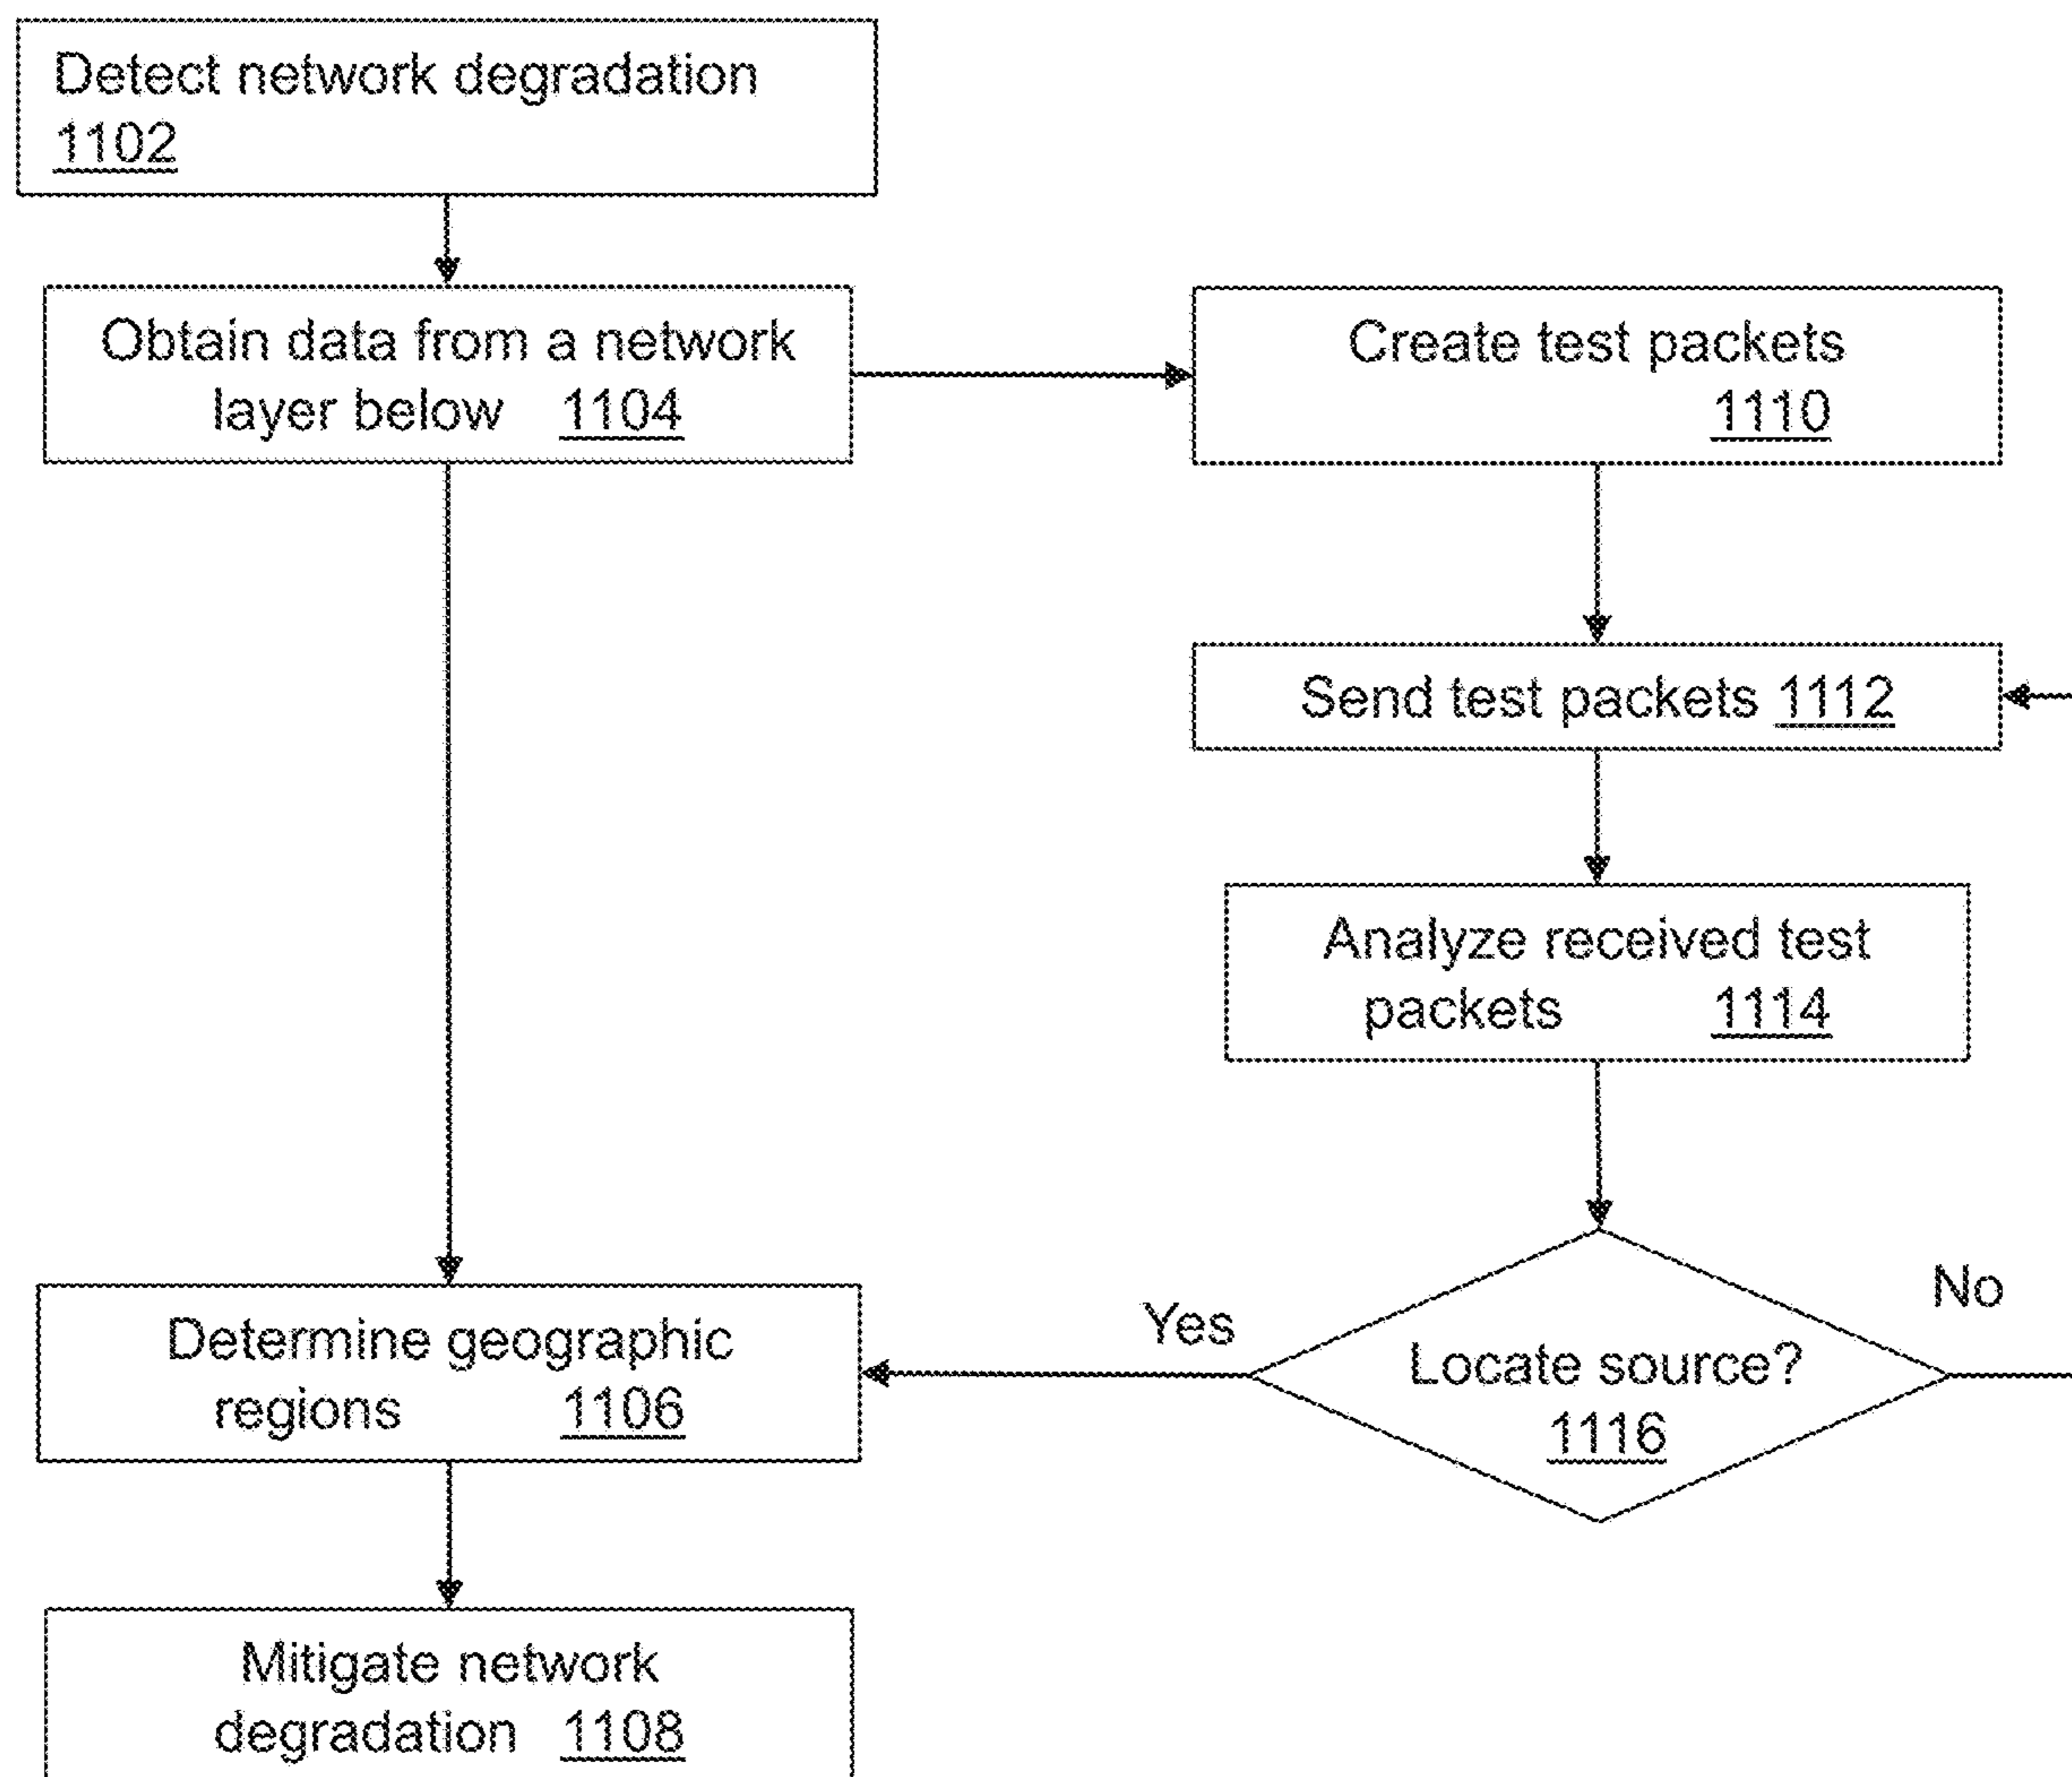 Detect network degradation
1102
Obtain data from a network
layer below 1104
Create test packets
1110
Send test packets 1112
Analyze received test
packets 1114
Determine geographic
regions 1106
Yes
Locate source?
1116
No
Mitigate network
degradation 1108